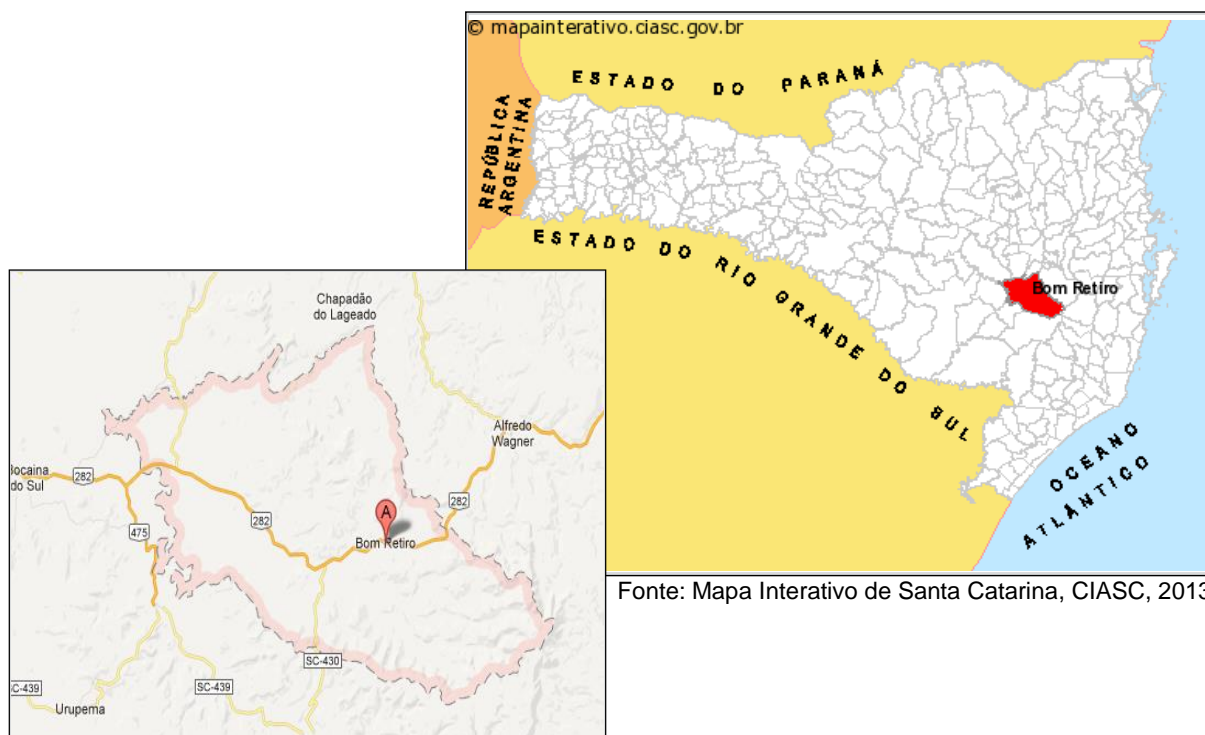 © mapainterativo.ciasc.gov.br
ESTADO DO PARANÁ
REPÚBLICA
ARGENTINA
ESTADO DO RIO GRANDE DO SUL
Bom Retiro
OCEANO
ATLÂNTICO
Fonte: Mapa Interativo de Santa Catarina, CIASC, 2013
Chapadão
do Lageado
Alfredo
Wagner
Bocaina
do Sul
282
282
475
282
A
Bom Retiro
SC-430
SC-439
SC-439
Urupema